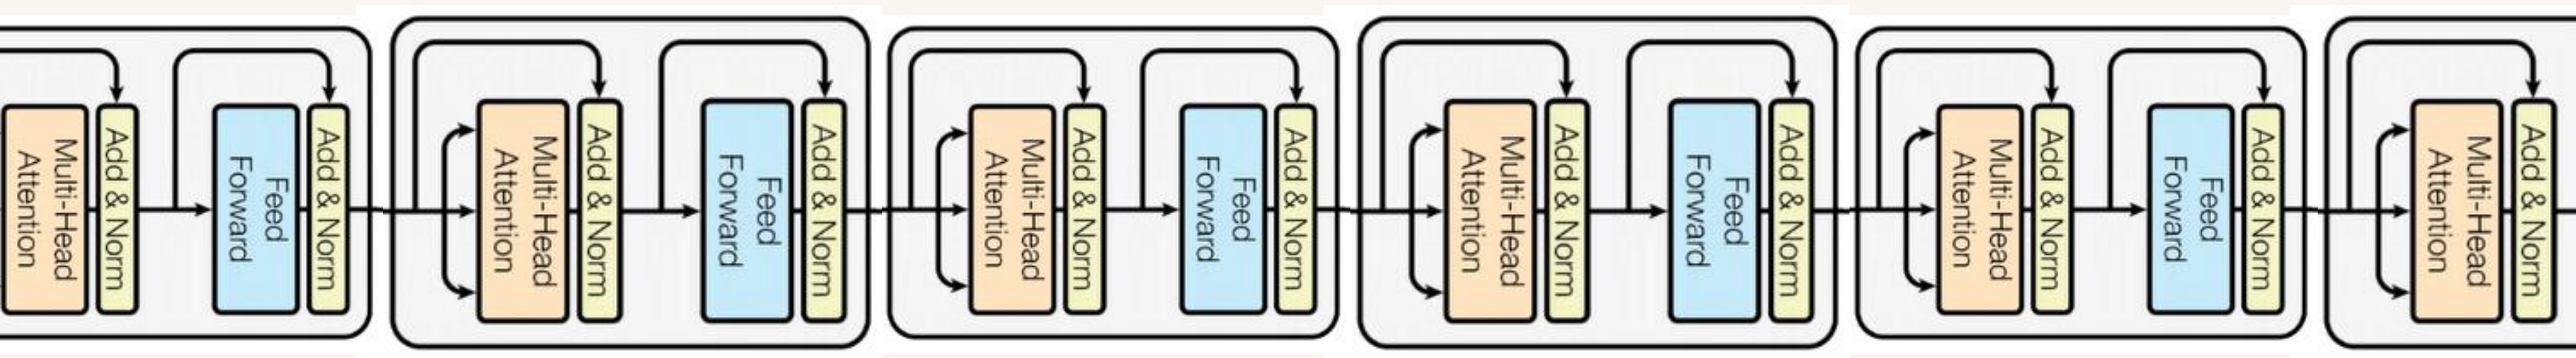 Multi-Head
Attention
Add & Norm
Feed
Forward
Add & Norm
Multi-Head
Attention
Add & Norm
Feed
Forward
Add & Norm
Multi-Head
Attention
Add & Norm
Feed
Forward
Add & Norm
Multi-Head
Attention
Add & Norm
Feed
Forward
Add & Norm
Multi-Head
Attention
Add & Norm
Feed
Forward
Add & Norm
Multi-Head
Attention
Add & Norm